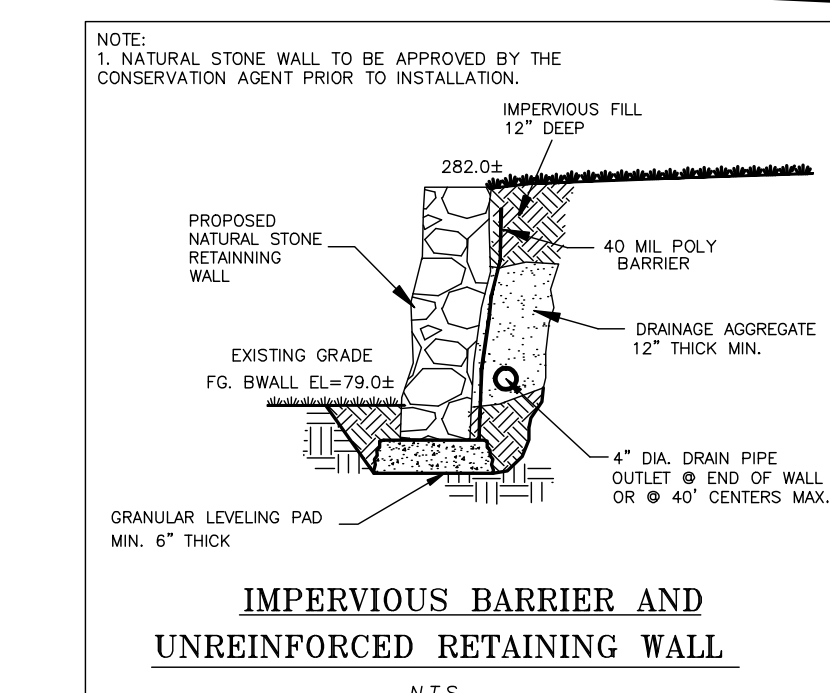 NOTE:
1. NATURAL STONE WALL TO BE APPROVED BY THE
CONSERVATION AGENT PRIOR TO INSTALLATION.
IMPERVIOUS FILL
12" DEEP
282.0±
PROPOSED
NATURAL STONE
RETAINNING
WALL
40 MIL POLY
BARRIER
DRAINAGE AGGREGATE
12" THICK MIN.
EXISTING GRADE
FG. BWALL EL=79.0±
4" DIA. DRAIN PIPE
OUTLET @ END OF WALL
OR @ 40' CENTERS MAX.
GRANULAR LEVELING PAD
MIN. 6" THICK
IMPERVIOUS BARRIER AND
UNREINFORCED RETAINING WALL
N.T.S.